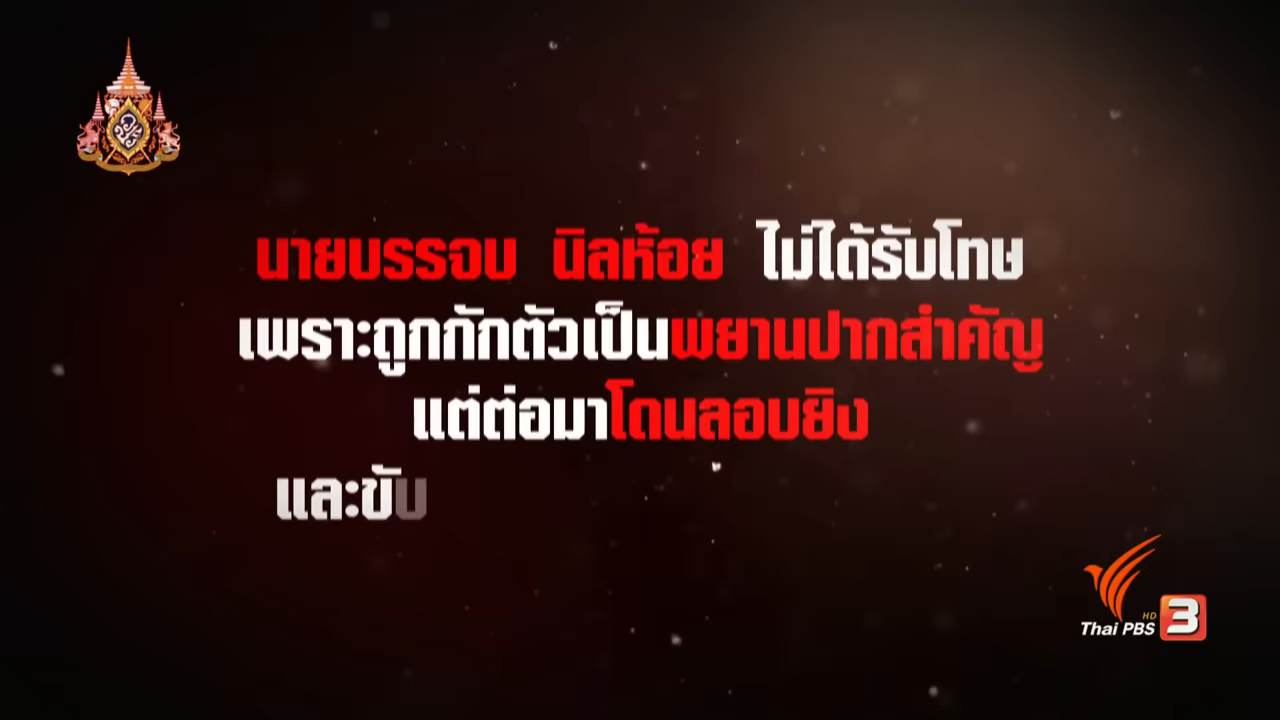 นายบรรจบ นิลห้อย ไม่ได้รับโทษ
เพราะถูกกักตัวเป็นพยานปากสำคัญ
แต่ต่อมาโดนลอบยิง
และขับ
HD
Thai PBS 3